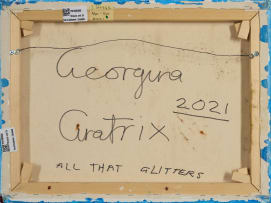 Georgina
2021
Gratrix
ALL THAT GLITTERS